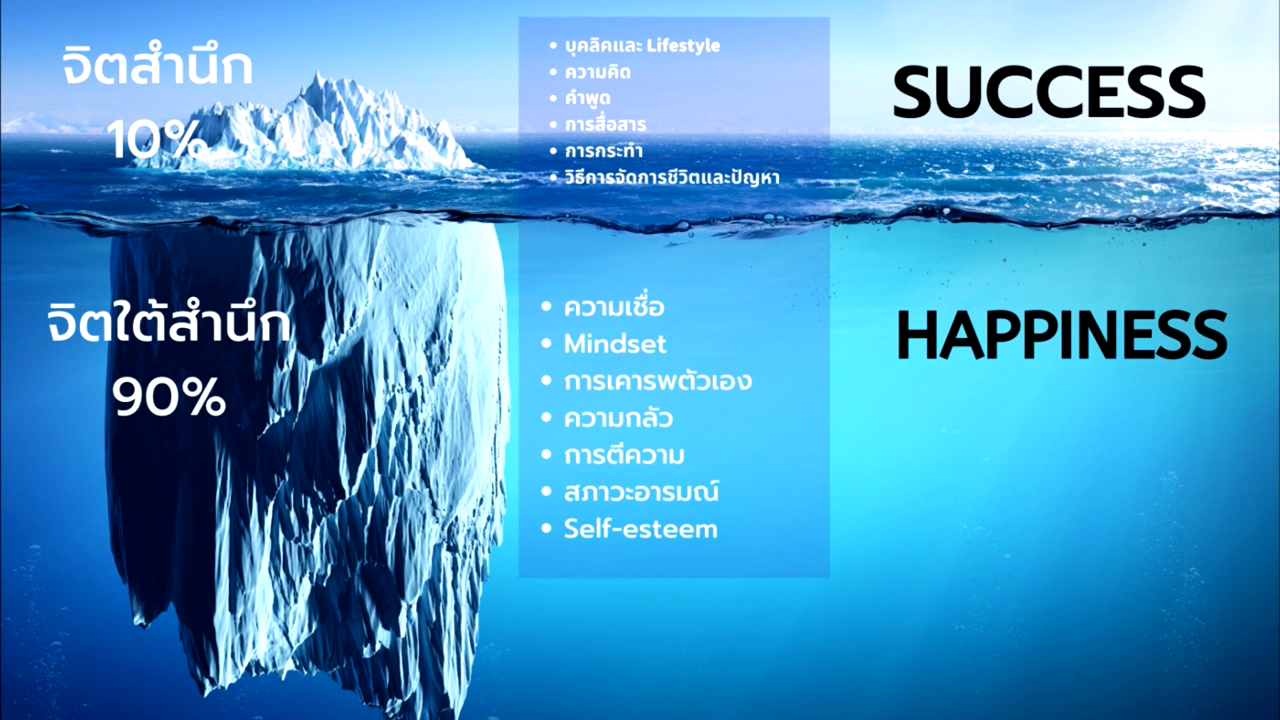 จิตสำนึก
10%
• บุคลิคและ Lifestyle
• ความคิด
• คำพูด
• การสื่อสาร
• การกระทำ
• วิธีการจัดการชีวิตและปัญหา
SUCCESS
จิตใต้สำนึก
90%
• ความเชื่อ
• Mindset
• การเคารพตัวเอง
• ความกลัว
• การตีความ
• สภาวะอารมณ์
• Self-esteem
HAPPINESS